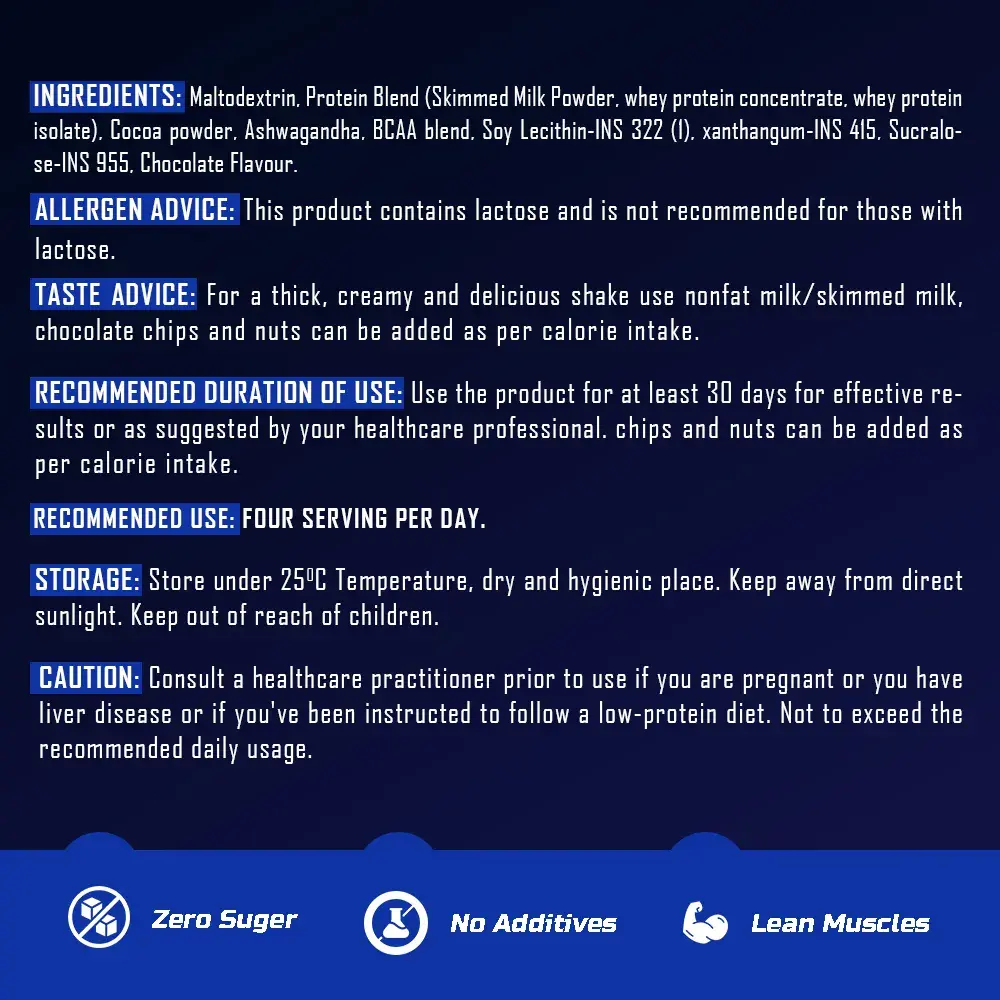 INGREDIENTS: Maltodextrin, Protein Blend (Skimmed Milk Powder, whey protein concentrate, whey protein
isolate), Cocoa powder, Ashwagandha, BCAA blend, Soy Lecithin-INS 322 (I), xanthangum-INS 415, Sucralo-
se-INS 955, Chocolate Flavour.
ALLERGEN ADVICE: This product contains lactose and is not recommended for those with
lactose.
TASTE ADVICE: For a thick, creamy and delicious shake use nonfat milk/skimmed milk,
chocolate chips and nuts can be added as per calorie intake.
RECOMMENDED DURATION OF USE: Use the product for at least 30 days for effective re-
sults or as suggested by your healthcare professional. chips and nuts can be added as
per calorie intake.
RECOMMENDED USE: FOUR SERVING PER DAY.
STORAGE: Store under 25⁰C Temperature, dry and hygienic place. Keep away from direct
sunlight. Keep out of reach of children.
CAUTION: Consult a healthcare practitioner prior to use if you are pregnant or you have
liver disease or if you've been instructed to follow a low-protein diet. Not to exceed the
recommended daily usage.
Zero Suger
No Additives
Lean Muscles